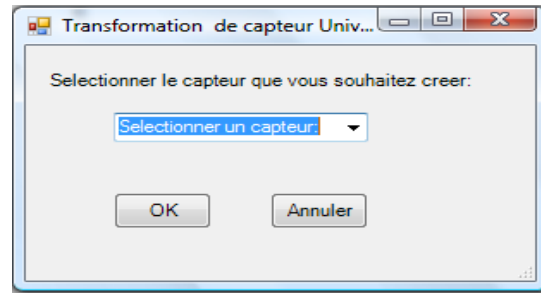 Transformation de capteur Univ...
Selectionner le capteur que vous souhaitez creer:
Selectionner un capteur:
OK Annuler